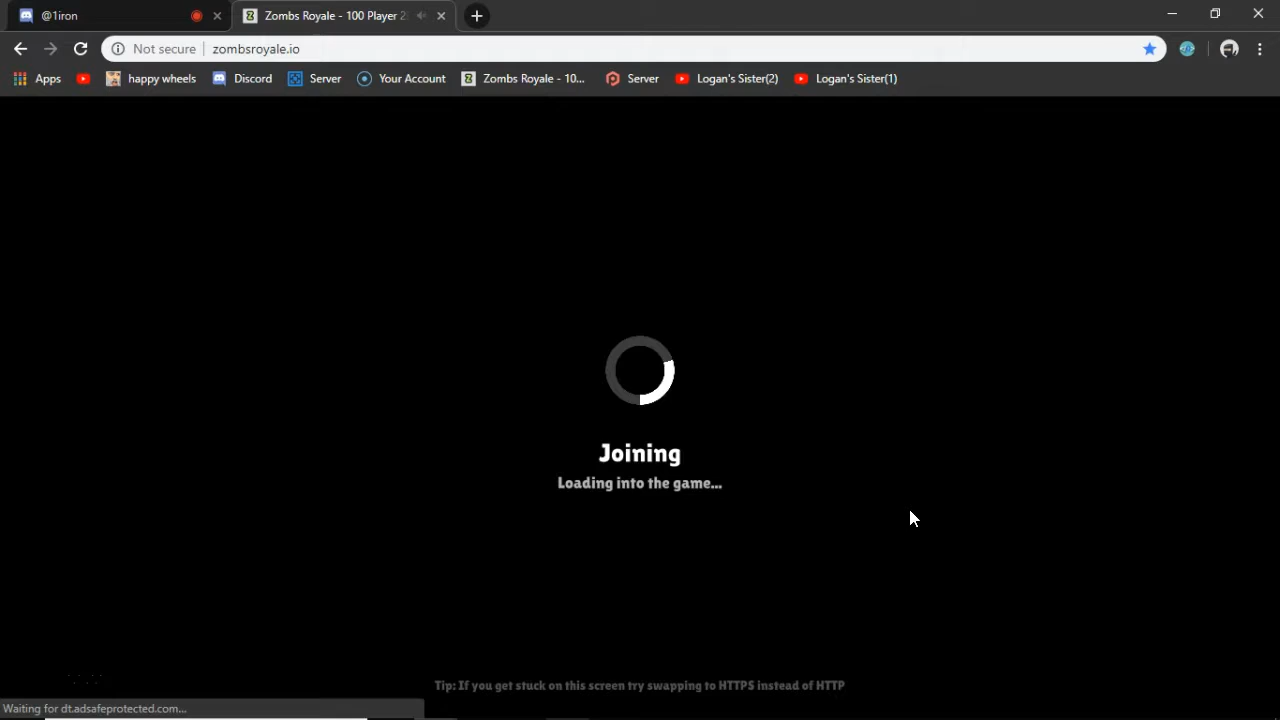 @1iron
Zombs Royale - 100 Player 2
Not secure
zombsroyale.io
Apps
happy wheels
Discord
Server
Your Account
Zombs Royale - 10...
Server
Logan's Sister(2)
Logan's Sister(1)
Joining
Loading into the game...
Tip: If you get stuck on this screen try swapping to HTTPS instead of HTTP
Waiting for dt.adsafeprotected.com...